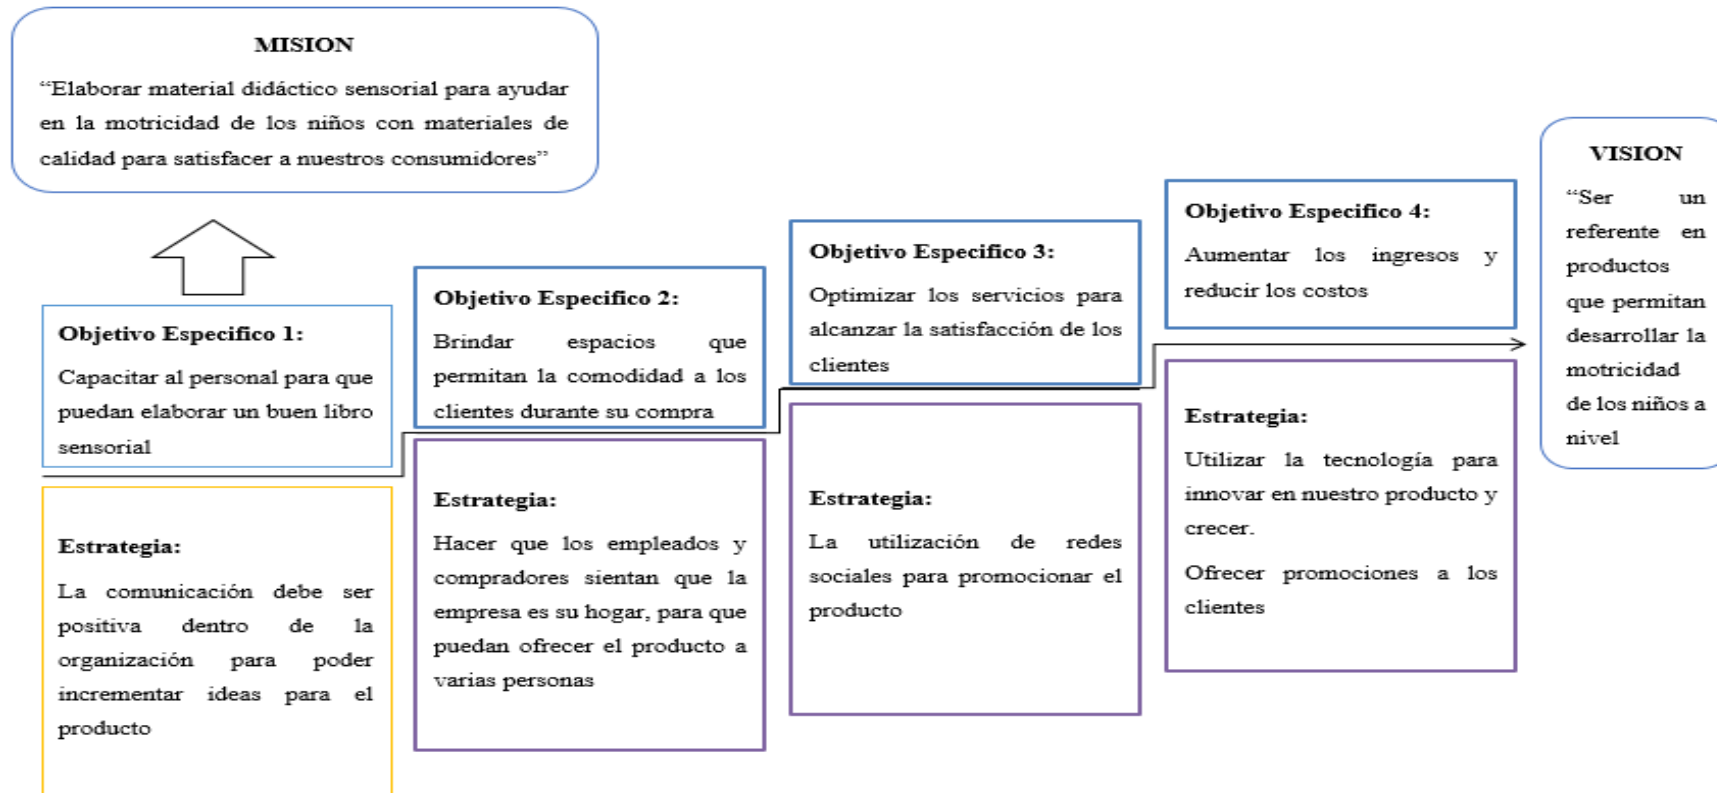 MISION
“Elaborar material didáctico sensorial para ayudar
en la motricidad de los niños con materiales de
calidad para satisfacer a nuestros consumidores”
Objetivo Especifico 1:
Capacitar al personal para que
puedan elaborar un buen libro
sensorial
Estrategia:
La comunicación debe ser
positiva dentro de la
organización para poder
incrementar ideas para el
producto
Objetivo Especifico 2:
Brindar espacios que
permitan la comodidad a los
clientes durante su compra
Estrategia:
Hacer que los empleados y
compradores sientan que la
empresa es su hogar, para que
puedan ofrecer el producto a
varias personas
Objetivo Especifico 3:
Optimizar los servicios para
alcanzar la satisfacción de los
clientes
Estrategia:
La utilización de redes
sociales para promocionar el
producto
Objetivo Especifico 4:
Aumentar los ingresos y
reducir los costos
Estrategia:
Utilizar la tecnología para
innovar en nuestro producto y
crecer.
Ofrecer promociones a los
clientes
VISION
“Ser un
referente en
productos
que permitan
desarrollar la
motricidad
de los niños a
nivel